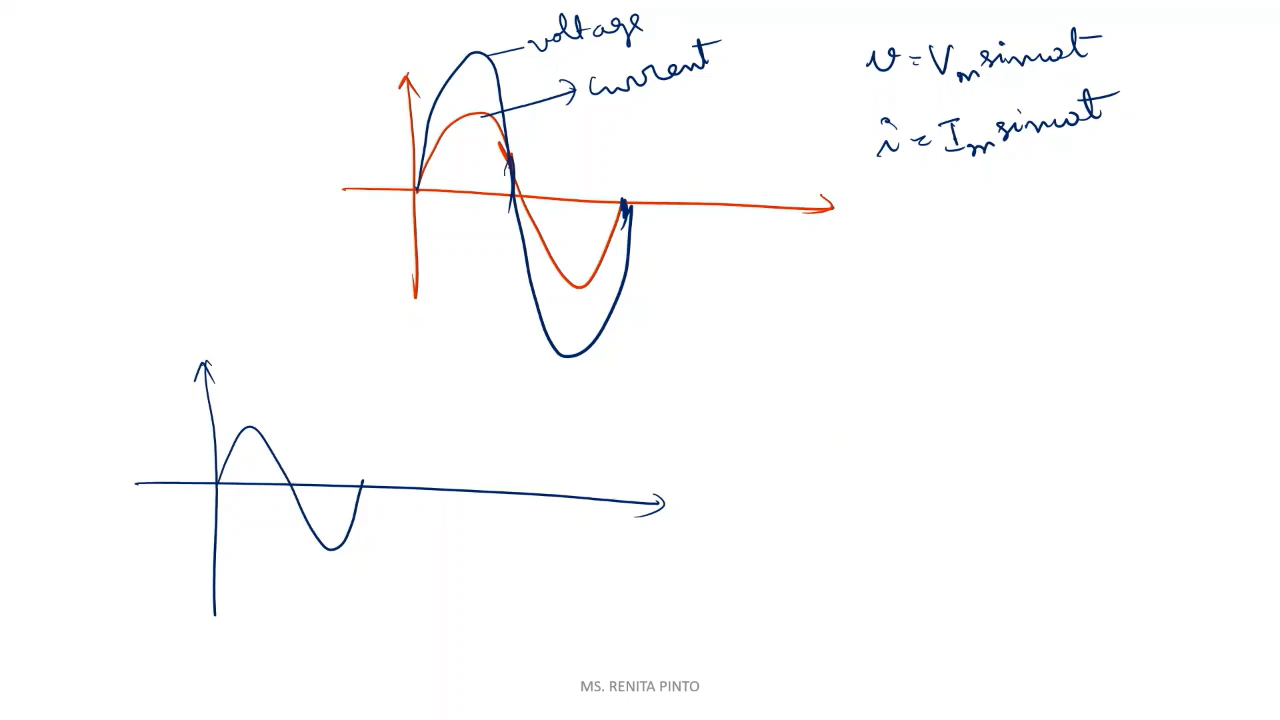 voltage
current
v = Vm sinωt
i = Im sinωt
MS. RENITA PINTO